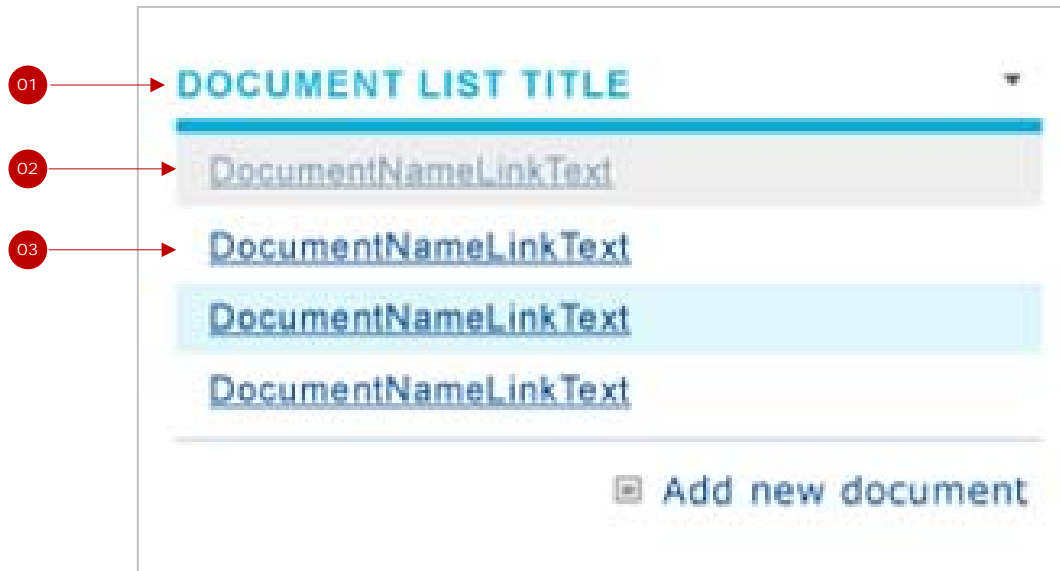 01 DOCUMENT LIST TITLE
02 DocumentNameLinkText
03 DocumentNameLinkText
DocumentNameLinkText
DocumentNameLinkText
Add new document